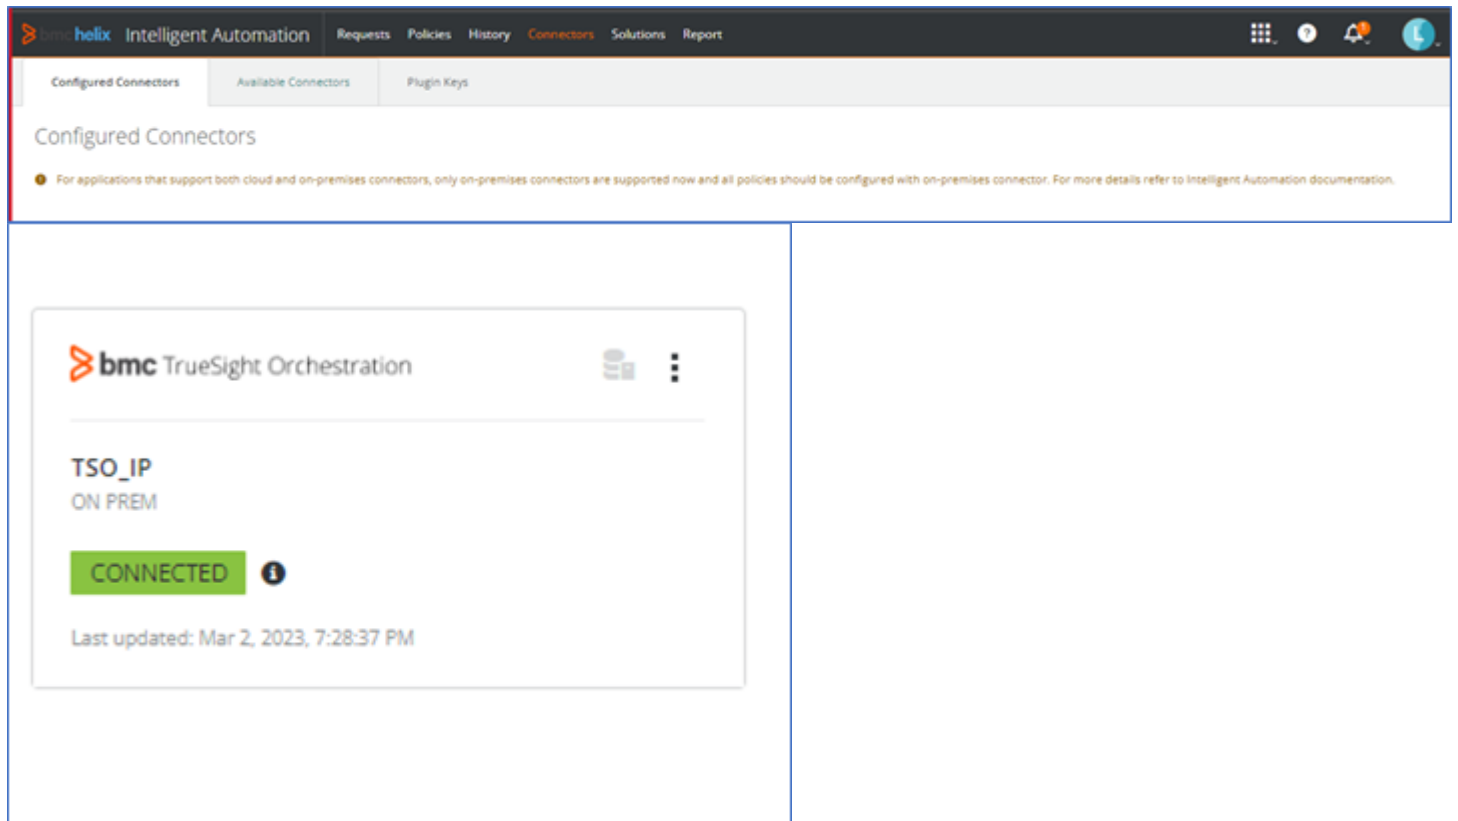 bmc helix Intelligent Automation Requests Policies History Connectors Solutions Report
Configured Connectors Available Connectors Plugin Keys
Configured Connectors
For applications that support both cloud and on-premises connectors, only on-premises connectors are supported now and all policies should be configured with on-premises connector. For more details refer to Intelligent Automation documentation.
bmc TrueSight Orchestration
TSO_IP
ON PREM
CONNECTED
Last updated: Mar 2, 2023, 7:28:37 PM